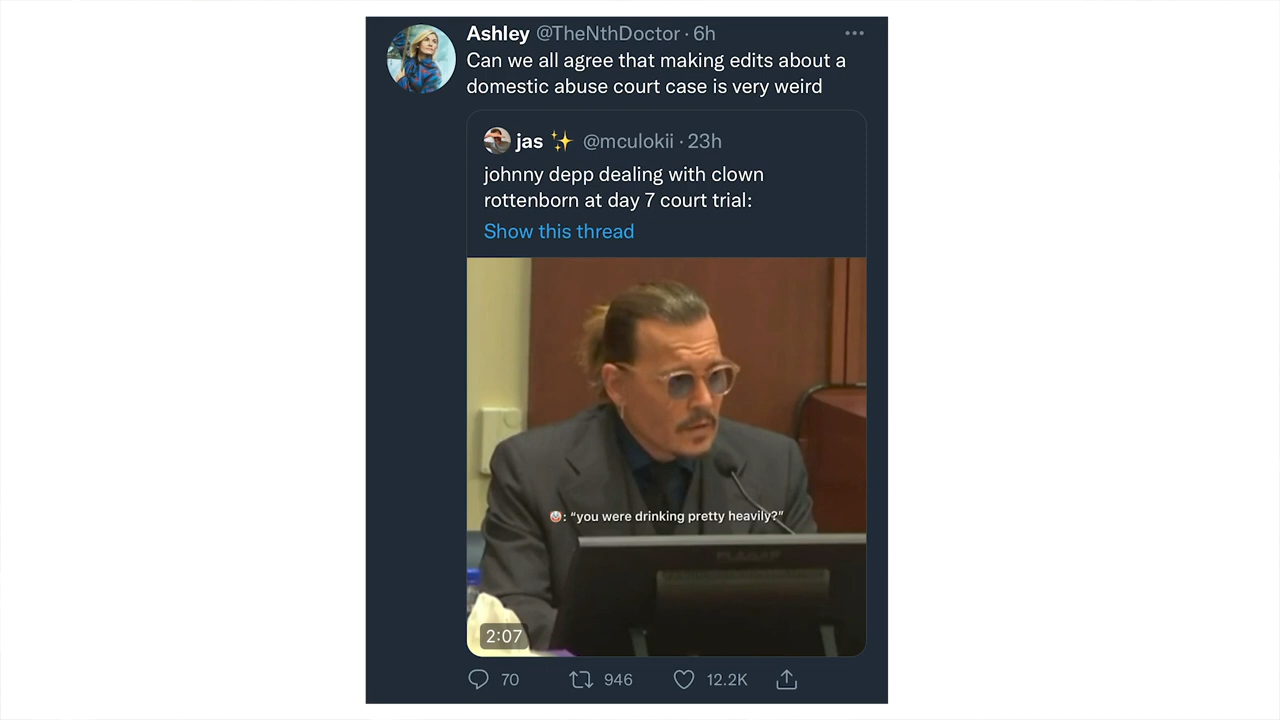 Ashley @TheNthDoctor · 6h
Can we all agree that making edits about a
domestic abuse court case is very weird
jas ✨ @mculokii · 23h
johnny depp dealing with clown
rottenborn at day 7 court trial:
Show this thread
🤡: “you were drinking pretty heavily?”
PLANAR
2:07
70 946 12.2K